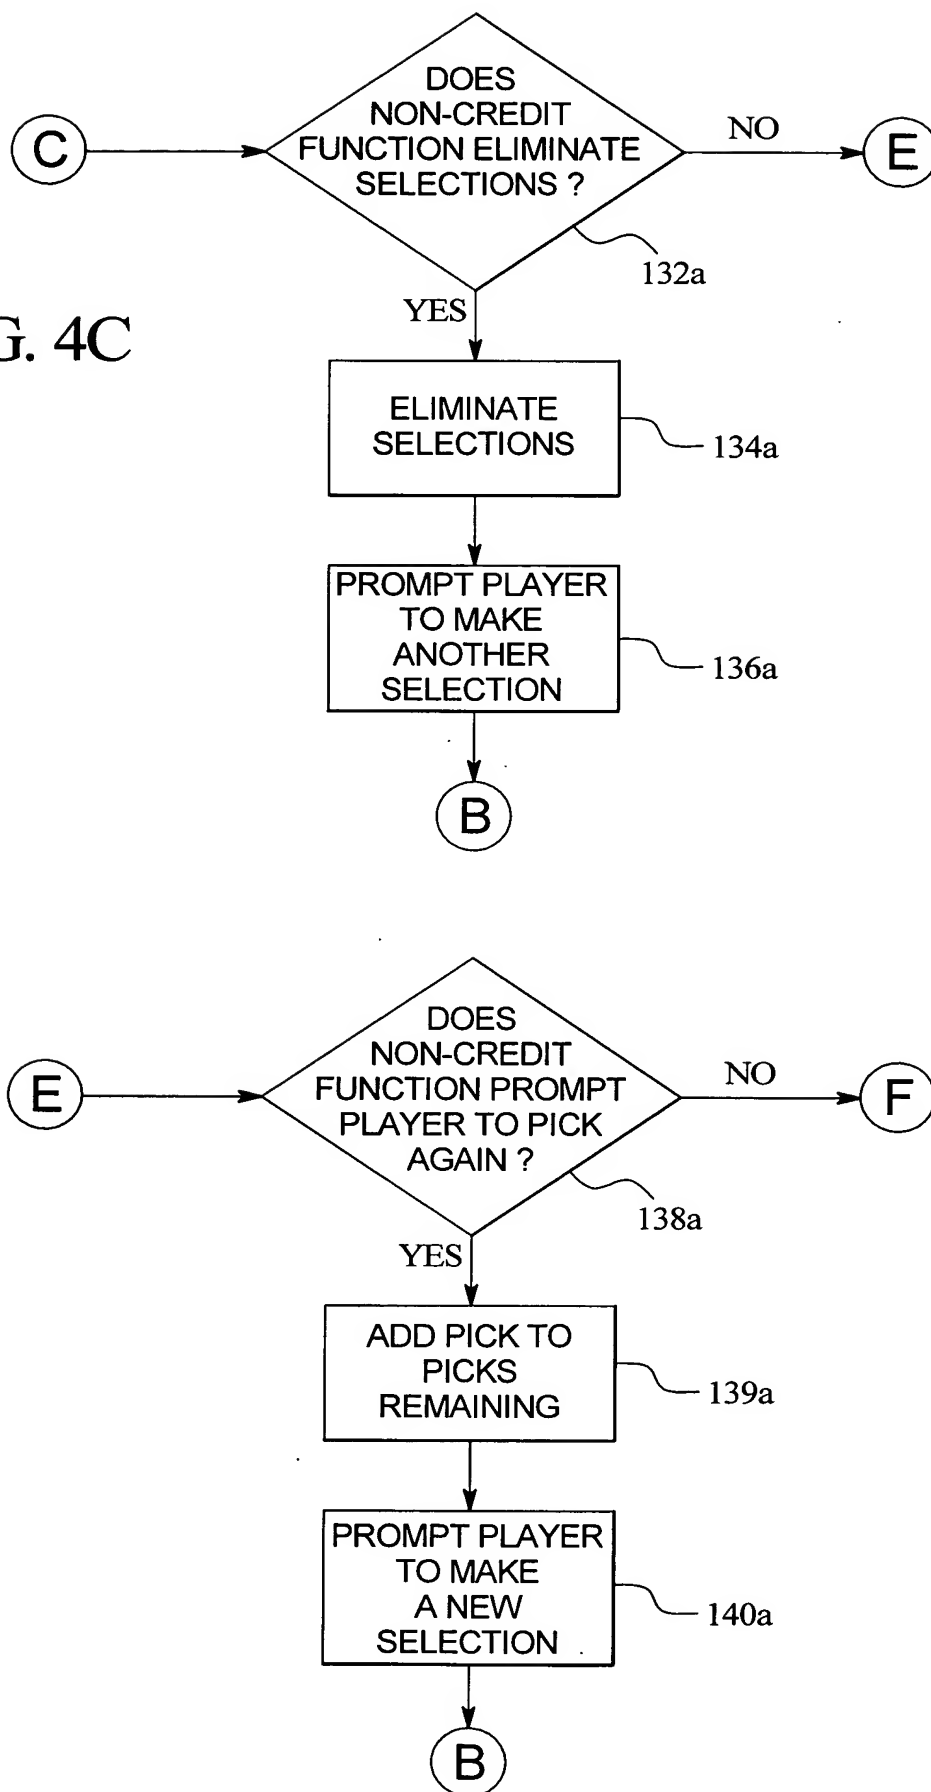 DOES
NON-CREDIT
FUNCTION ELIMINATE
SELECTIONS ?
C
NO
E
132a
YES
G. 4C
ELIMINATE
SELECTIONS
134a
PROMPT PLAYER
TO MAKE
ANOTHER
SELECTION
136a
B
DOES
NON-CREDIT
FUNCTION PROMPT
PLAYER TO PICK
AGAIN ?
E
NO
F
138a
YES
ADD PICK TO
PICKS
REMAINING
139a
PROMPT PLAYER
TO MAKE
A NEW
SELECTION
140a
B